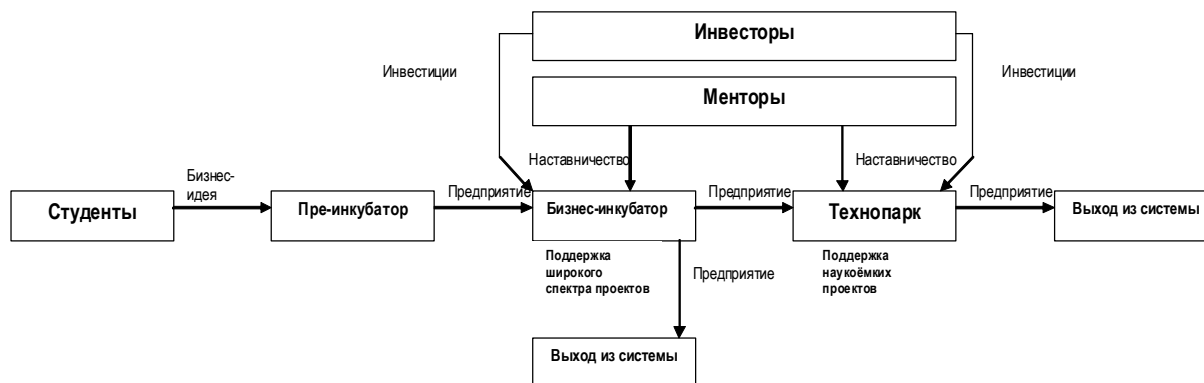 Инвесторы
Инвестиции
Инвестиции
Менторы
Наставничество
Наставничество
Бизнес-
идея
Предприятие
Предприятие
Предприятие
Студенты
Пре-инкубатор
Бизнес-инкубатор
Технопарк
Выход из системы
Поддержка
широкого
спектра проектов
Предприятие
Поддержка
наукоёмких
проектов
Выход из системы